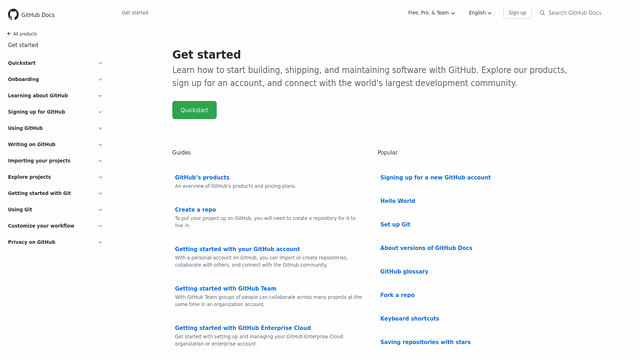 GitHub Docs
Get started
Free, Pro, & Team
English
Sign up
Search GitHub Docs
All products
Get started
Quickstart
Onboarding
Learning about GitHub
Signing up for GitHub
Using GitHub
Writing on GitHub
Importing your projects
Explore projects
Getting started with Git
Using Git
Customize your workflow
Privacy on GitHub
Get started
Learn how to start building, shipping, and maintaining software with GitHub. Explore our products,
sign up for an account, and connect with the world's largest development community.
Quickstart
Guides
GitHub's products
An overview of GitHub's products and pricing plans.
Create a repo
To put your project up on GitHub, you will need to create a repository for it to
live in.
Getting started with your GitHub account
With a personal account on GitHub, you can import or create repositories,
collaborate with others, and connect with the GitHub community.
Getting started with GitHub Team
With GitHub Team groups of people can collaborate across many projects at the
same time in an organization account.
Getting started with GitHub Enterprise Cloud
Get started with setting up and managing your GitHub Enterprise Cloud
organization or enterprise account.
Popular
Signing up for a new GitHub account
Hello World
Set up Git
About versions of GitHub Docs
GitHub glossary
Fork a repo
Keyboard shortcuts
Saving repositories with stars